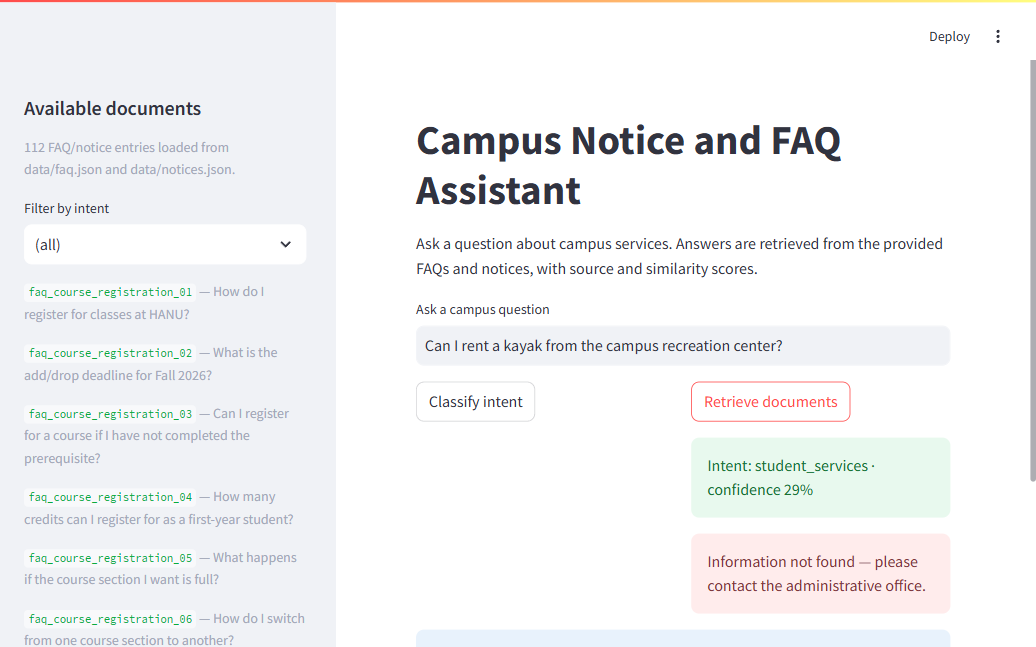 Deploy
Available documents
112 FAQ/notice entries loaded from
data/faq.json and data/notices.json.
Filter by intent
(all)
faq_course_registration_01 — How do I
register for classes at HANU?
faq_course_registration_02 — What is the
add/drop deadline for Fall 2026?
faq_course_registration_03 — Can I register
for a course if I have not completed the
prerequisite?
faq_course_registration_04 — How many
credits can I register for as a first-year student?
faq_course_registration_05 — What happens
if the course section I want is full?
faq_course_registration_06 — How do I switch
from one course section to another?
Campus Notice and FAQ
Assistant
Ask a question about campus services. Answers are retrieved from the provided
FAQs and notices, with source and similarity scores.
Ask a campus question
Can I rent a kayak from the campus recreation center?
Classify intent
Retrieve documents
Intent: student_services ·
confidence 29%
Information not found — please
contact the administrative office.